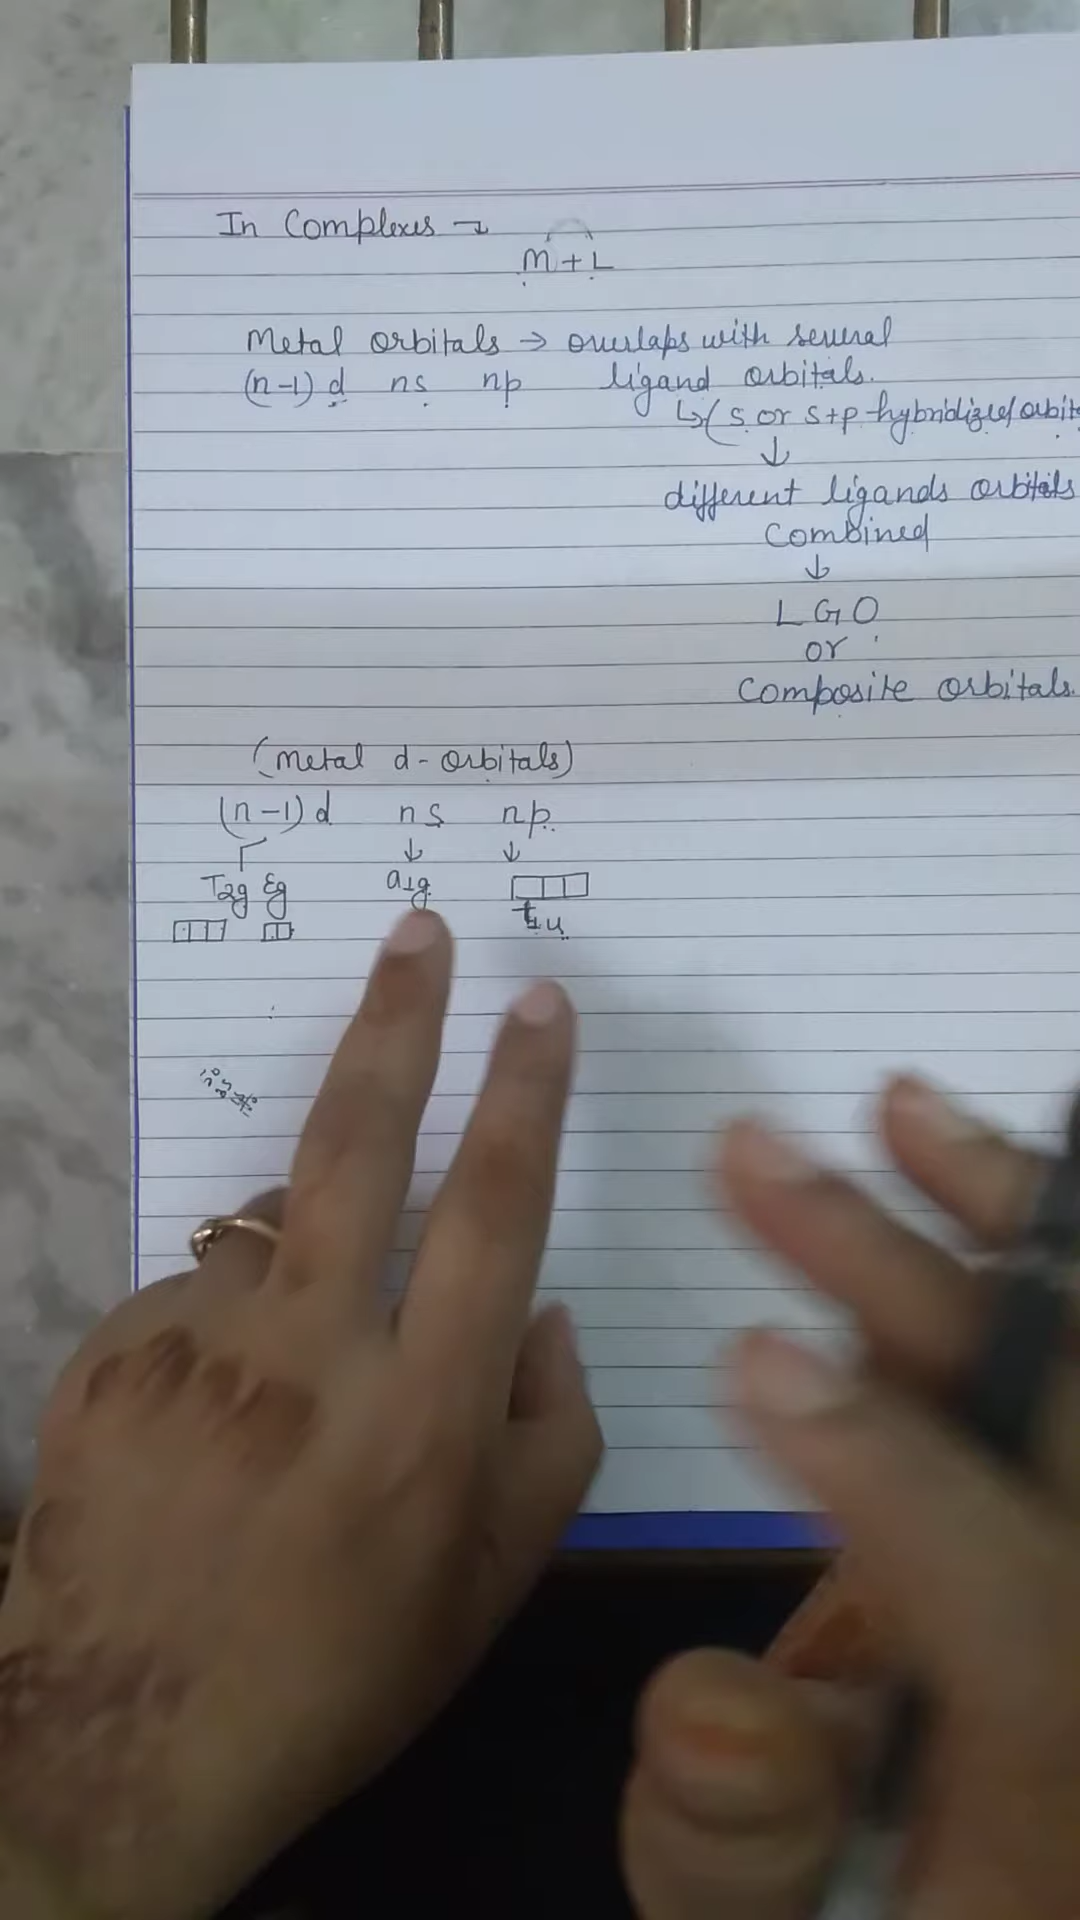 In Complexes →
M + L
Metal orbitals → overlaps with several
(n-1) d ns np ligand orbitals.
↳ (s or s+p hybridized orbit
↓
different ligands orbitals
Combined
↓
LGO
or
Composite orbitals.
(Metal d-orbitals)
(n-1) d ns np
↓ ↓
T2g Eg a1g
t1u